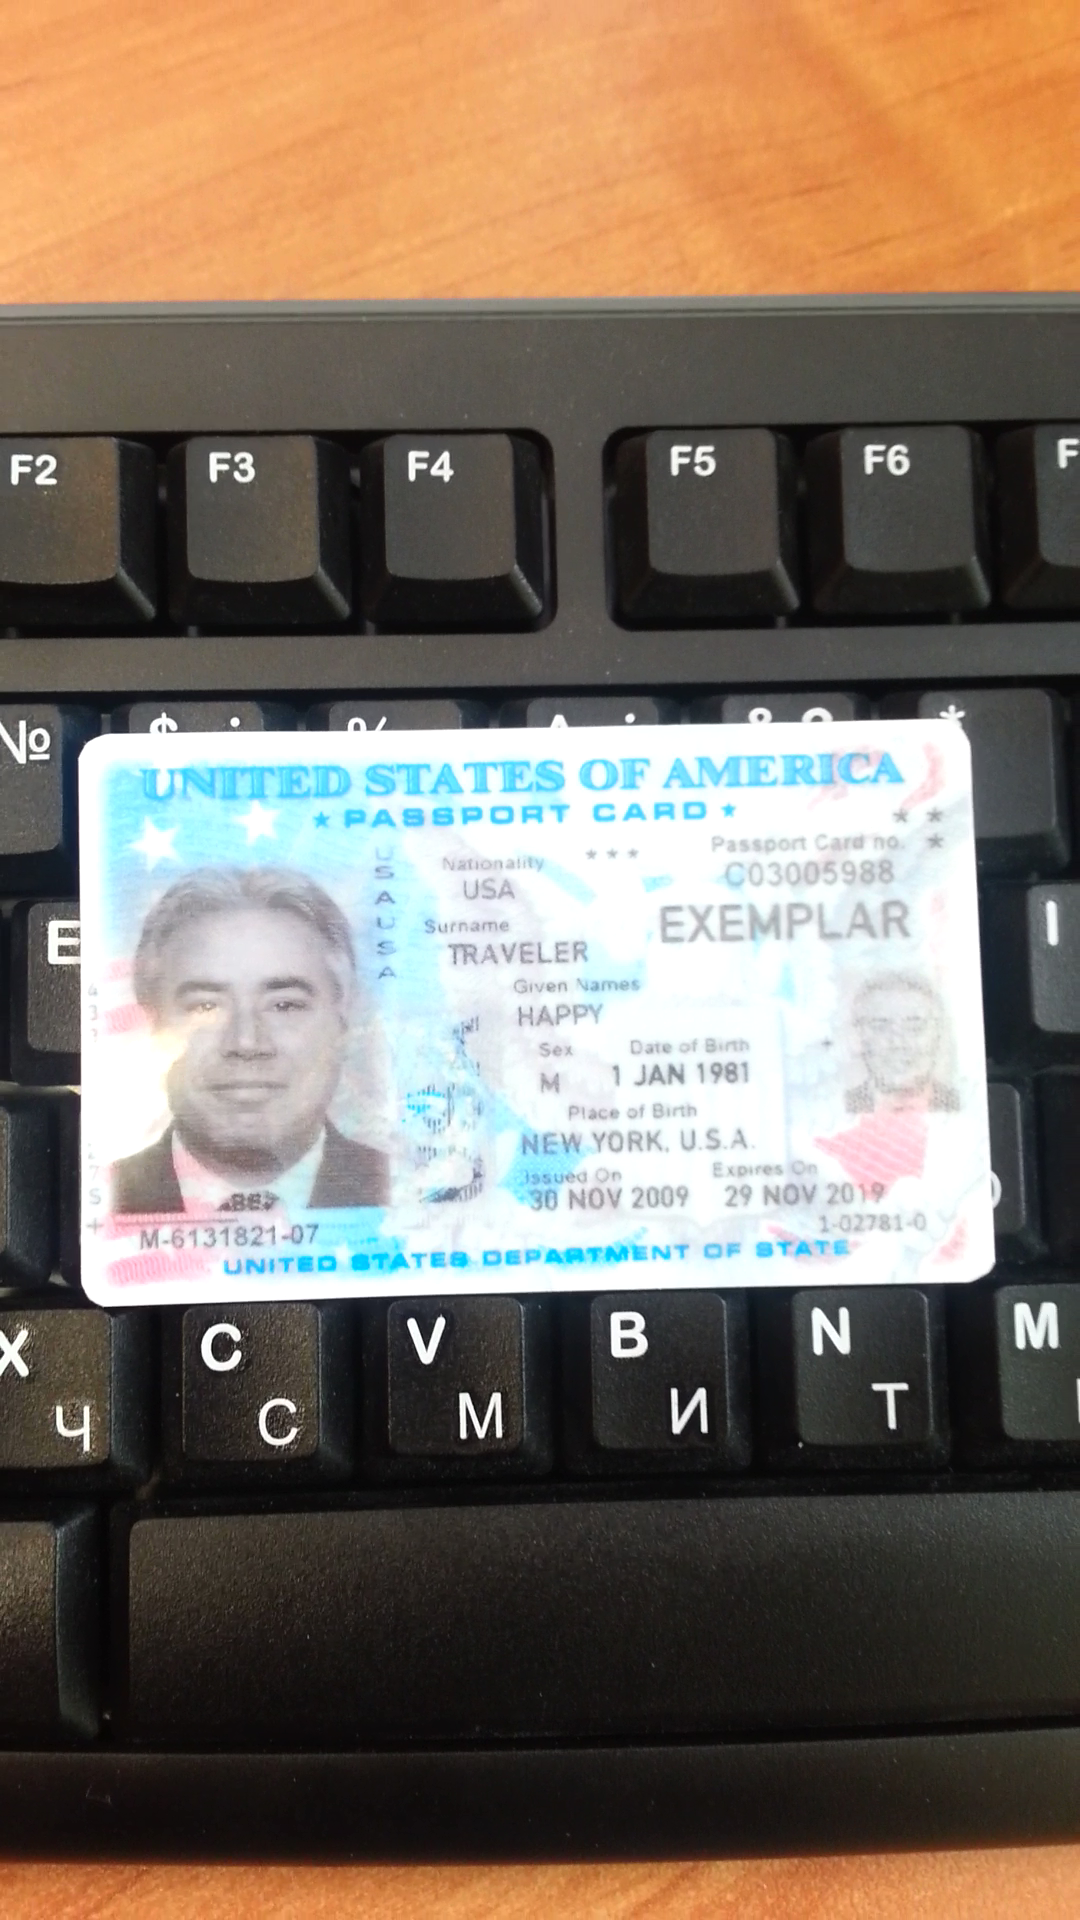 F2 F3 F4 F5 F6 F
№ $ ; % & ? *
UNITED STATES OF AMERICA
★ PASSPORT CARD ★
USAUSA
Nationality *** Passport Card no.
USA C03005988
Surname EXEMPLAR
TRAVELER
Given Names
HAPPY
Sex Date of Birth
M 1 JAN 1981
Place of Birth
NEW YORK, U.S.A.
Issued On Expires On
30 NOV 2009 29 NOV 2019
M-6131821-07 1-02781-0
UNITED STATES DEPARTMENT OF STATE
E I
X C V B N M
Ч С М И Т